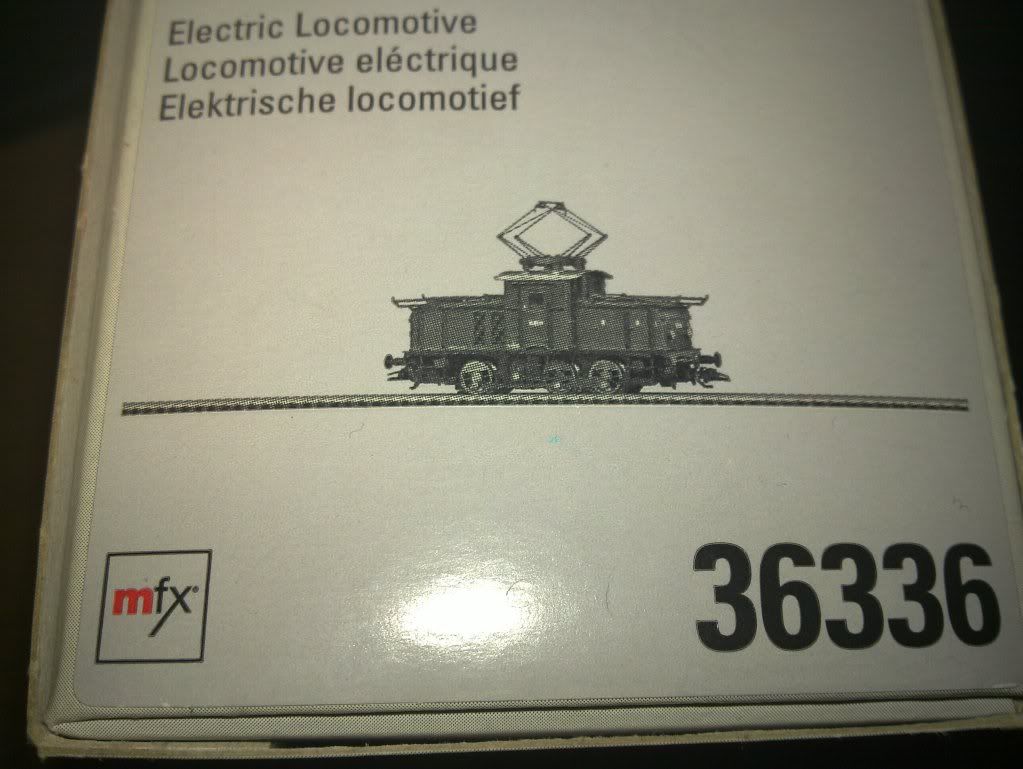 Electric Locomotive
Locomotive eléctrique
Elektrische locomotief
mfx®
36336